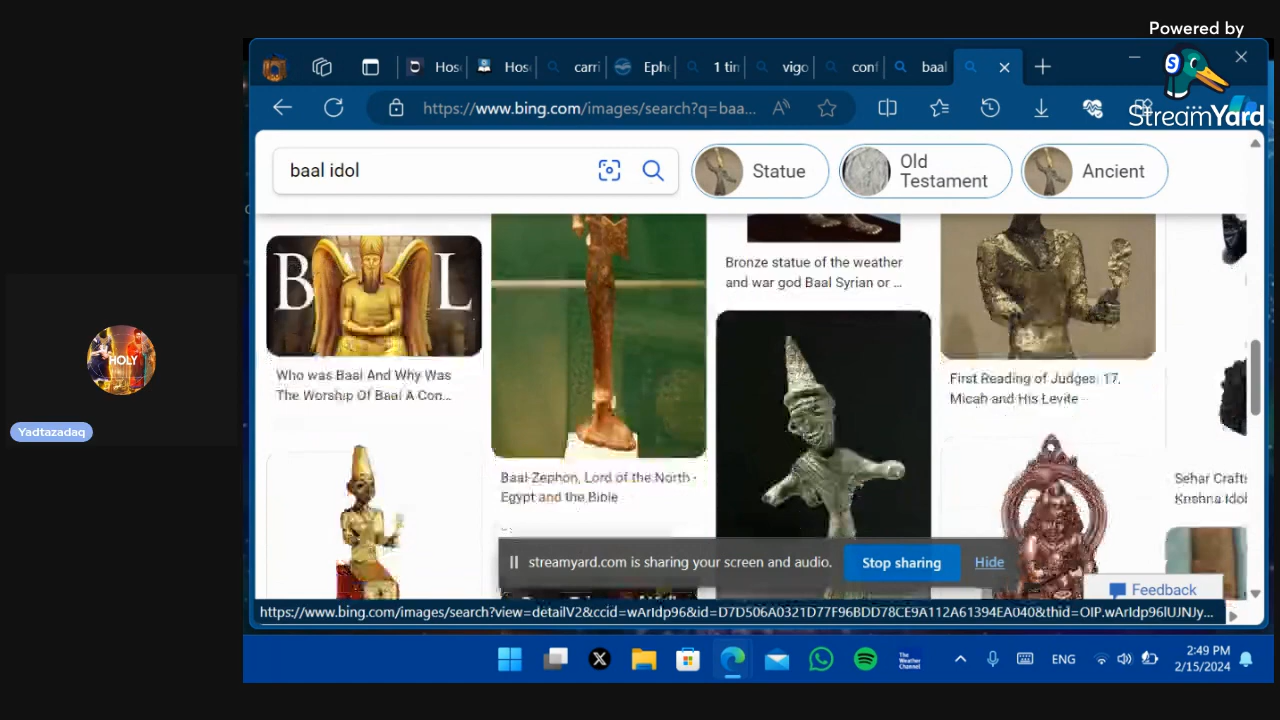 Powered by
StreamYard
Hos
Hos
carri
Ephe
1 tin
vigo
conf
baal
https://www.bing.com/images/search?q=baa...
baal idol
Statue
Old
Testament
Ancient
BAAL
Who was Baal And Why Was
The Worship Of Baal A Con...
Baal-Zephon, Lord of the North -
Egypt and the Bible
Bronze statue of the weather
and war god Baal Syrian or ...
First Reading of Judges 17,
Micah and His Levite
Sehar Craft
Krishna Idol
HOLY
Yadtazadaq
streamyard.com is sharing your screen and audio.
Stop sharing
Hide
Feedback
https://www.bing.com/images/search?view=detailV2&ccid=wArIdp96&id=D7D506A0321D77F96BDD78CE9A112A61394EA040&thid=OIP.wArIdp96lUJNJy...
The
Weather
Channel
ENG
2:49 PM
2/15/2024